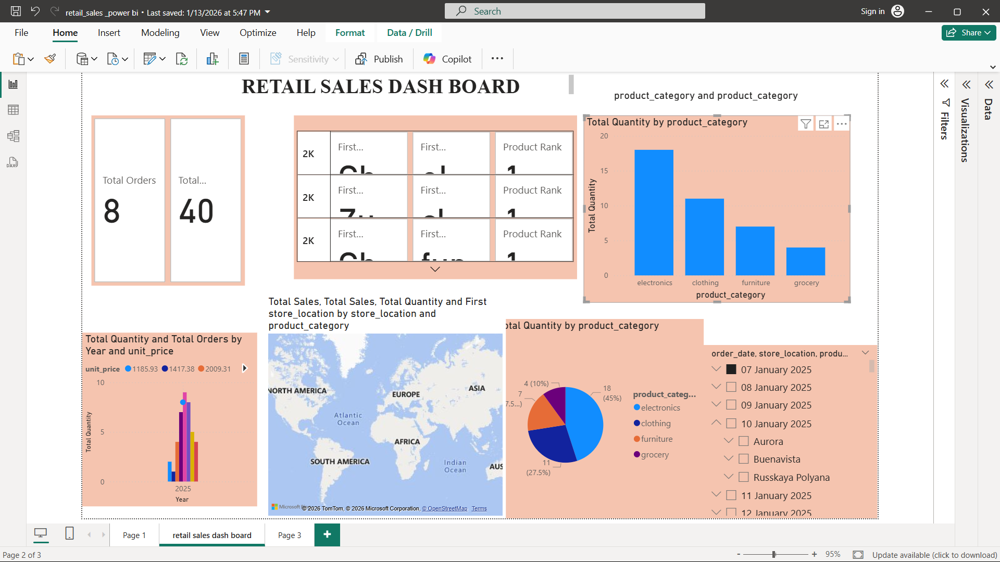 retail_sales _power bi • Last saved: 1/13/2026 at 5:47 PM
Search
Sign in
File
Home
Insert
Modeling
View
Optimize
Help
Format
Data / Drill
Share
Sensitivity
Publish
Copilot
RETAIL SALES DASH BOARD
product_category and product_category
Total Orders
8
Total...
40
2K
First...
First...
Product Rank
1
2K
First...
First...
Product Rank
1
2K
First...
First...
Product Rank
1
Total Quantity by product_category
20
15
10
5
0
Total Quantity
electronics
clothing
furniture
grocery
product_category
Filters
Visualizations
Data
DAX
Total Quantity and Total Orders by
Year and unit_price
unit_price
1185.93
1417.38
2009.31
10
5
0
Total Quantity
2025
Year
Total Sales, Total Sales, Total Quantity and First
store_location by store_location and
product_category
NORTH AMERICA
EUROPE
ASIA
Atlantic
Ocean
AFRICA
SOUTH AMERICA
Indian
Ocean
AUS
Microsoft
© 2026 TomTom, © 2026 Microsoft Corporation, © OpenStreetMap Terms
otal Quantity by product_category
4 (10%)
7
7.5...)
18
(45%)
11
(27.5%)
product_categ...
electronics
clothing
furniture
grocery
order_date, store_location, produ...
07 January 2025
08 January 2025
09 January 2025
10 January 2025
Aurora
Buenavista
Russkaya Polyana
11 January 2025
12 January 2025
Page 1
retail sales dash board
Page 3
Page 2 of 3
95%
Update available (click to download)